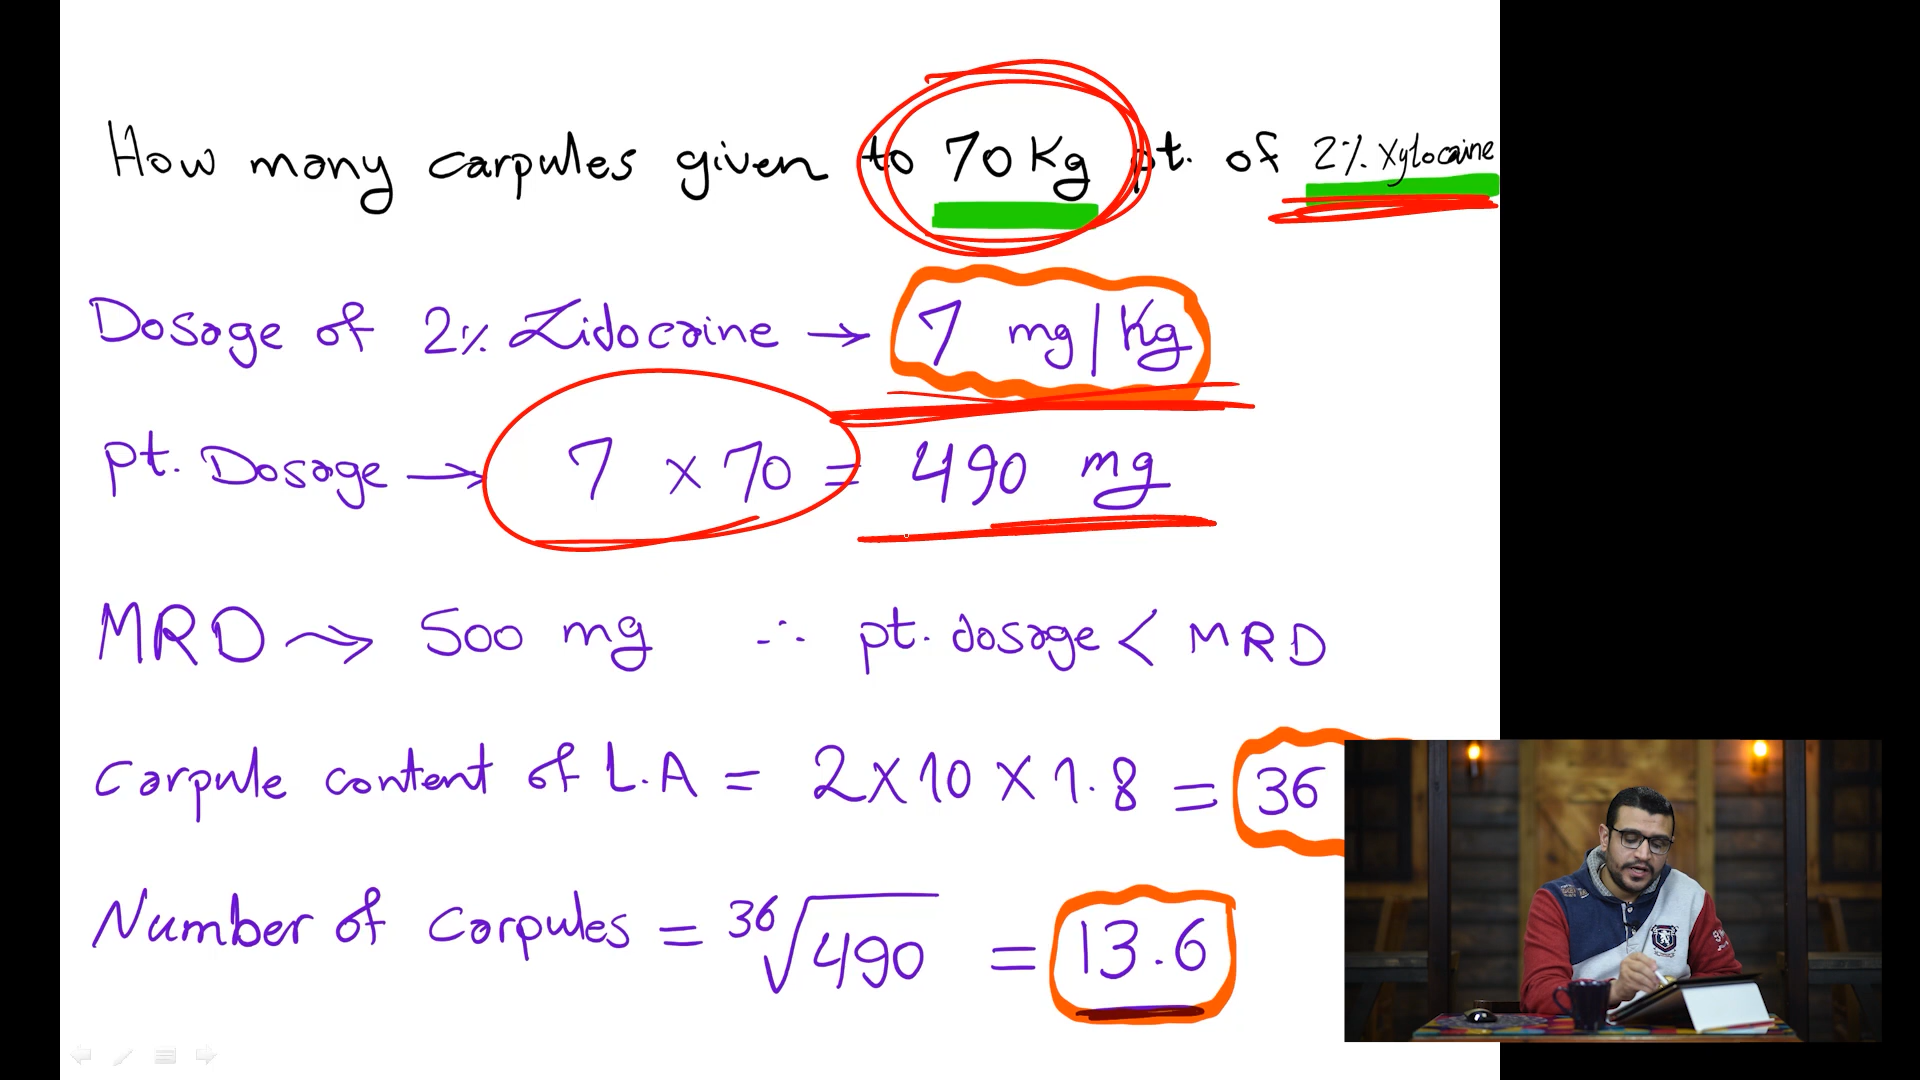 How many carpules given to 70 Kg pt. of 2% Xylocaine
Dosage of 2% Lidocaine → 7 mg/Kg
pt. Dosage → 7 x 70 = 490 mg
MRD → 500 mg ∴ pt. dosage < MRD
Carpule content of L.A = 2 X 10 X 1.8 = 36
Number of Carpules = 36√490 = 13.6